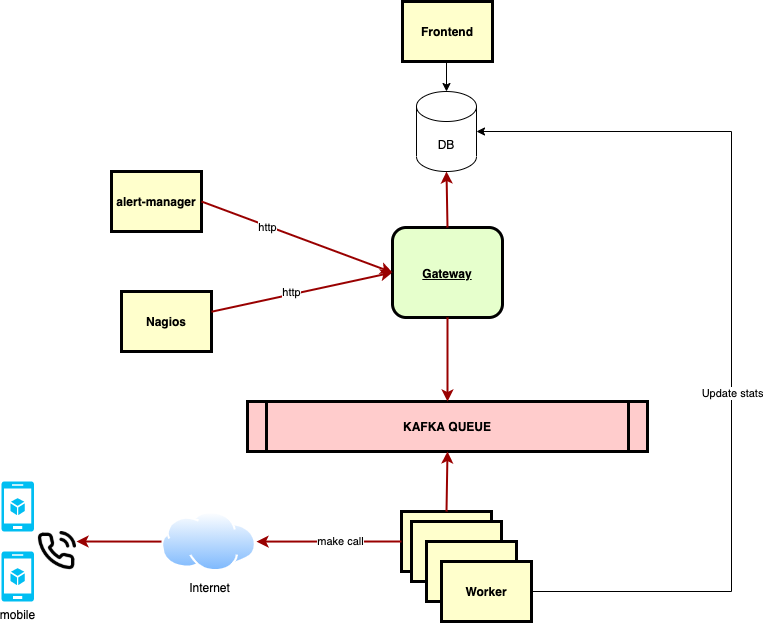 Frontend
DB
alert-manager
http
Gateway
http
Nagios
Update stats
KAFKA QUEUE
make call
Internet
Worker
mobile